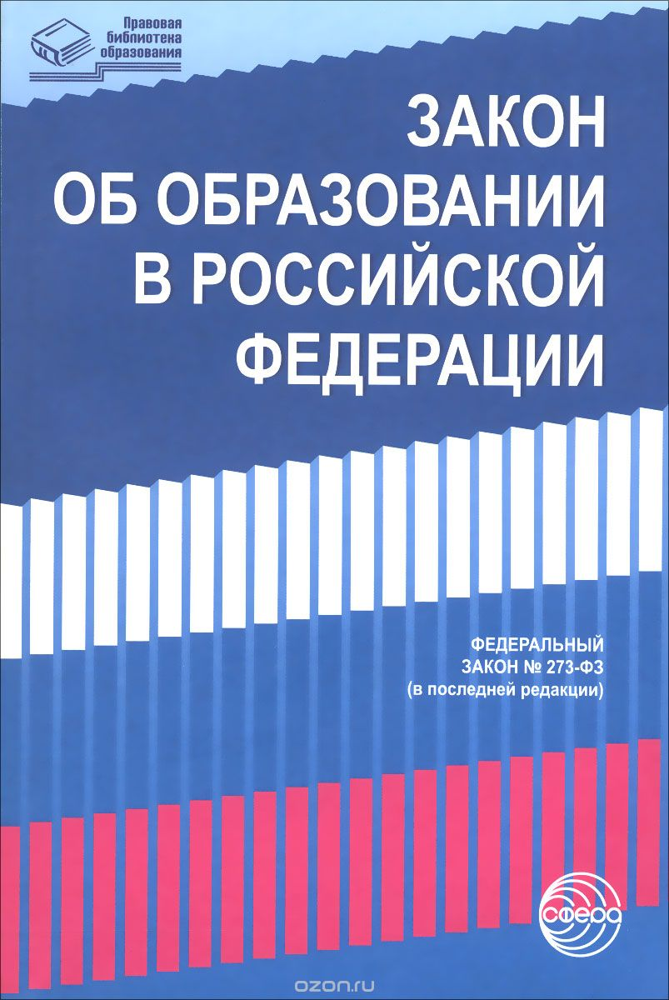 Правовая
библиотека
образования
ЗАКОН
ОБ ОБРАЗОВАНИИ
В РОССИЙСКОЙ
ФЕДЕРАЦИИ
ФЕДЕРАЛЬНЫЙ
ЗАКОН № 273-ФЗ
(в последней редакции)
сфера
ozon.ru